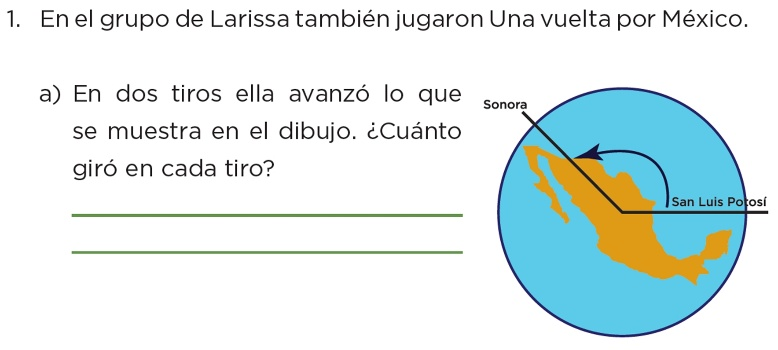 1. En el grupo de Larissa también jugaron Una vuelta por México.
a) En dos tiros ella avanzó lo que
se muestra en el dibujo. ¿Cuánto
giró en cada tiro?
Sonora
San Luis Potosí